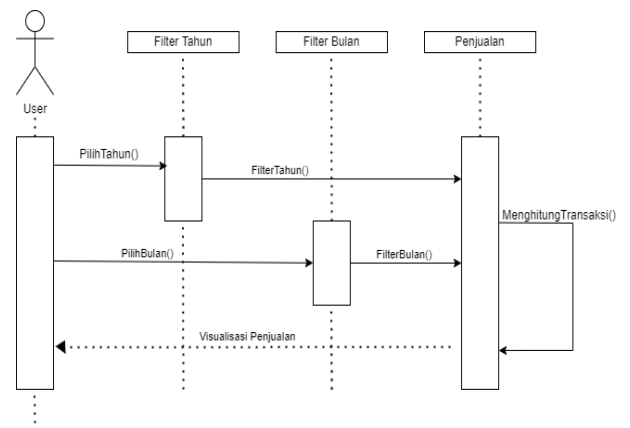 Filter Tahun
Filter Bulan
Penjualan
User
PilihTahun()
FilterTahun()
MenghitungTransaksi()
PilihBulan()
FilterBulan()
Visualisasi Penjualan